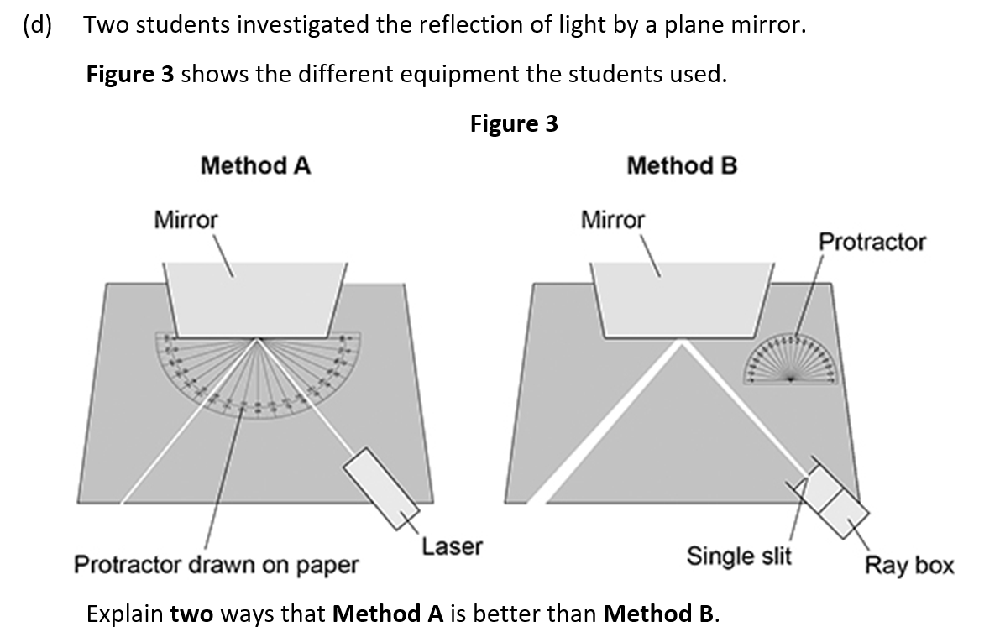 (d) Two students investigated the reflection of light by a plane mirror.
Figure 3 shows the different equipment the students used.
Figure 3
Method A
Method B
Mirror
Mirror
Protractor
Laser
Protractor drawn on paper
Single slit
Ray box
Explain two ways that Method A is better than Method B.